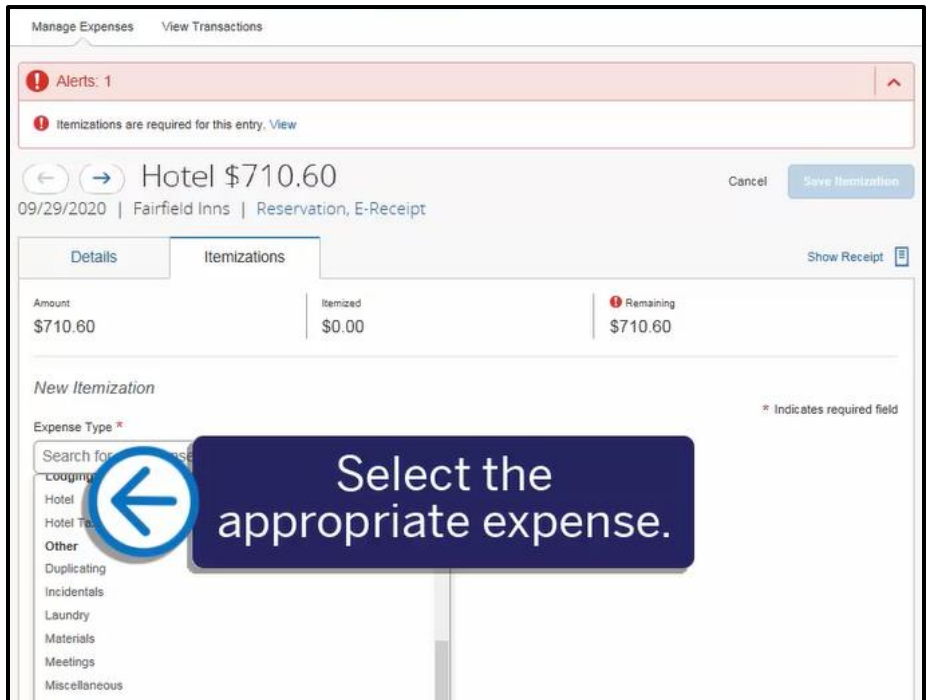 Manage Expenses View Transactions
Alerts: 1
Itemizations are required for this entry. View
Hotel $710.60
Cancel Save Itemization
09/29/2020 | Fairfield Inns | Reservation, E-Receipt
Details Itemizations Show Receipt
Amount Itemized Remaining
$710.60 $0.00 $710.60
New Itemization
* Indicates required field
Expense Type *
Search for
Lodging
Hotel
Hotel
Other
Duplicating
Incidentals
Laundry
Materials
Meetings
Miscellaneous
Select the
appropriate expense.